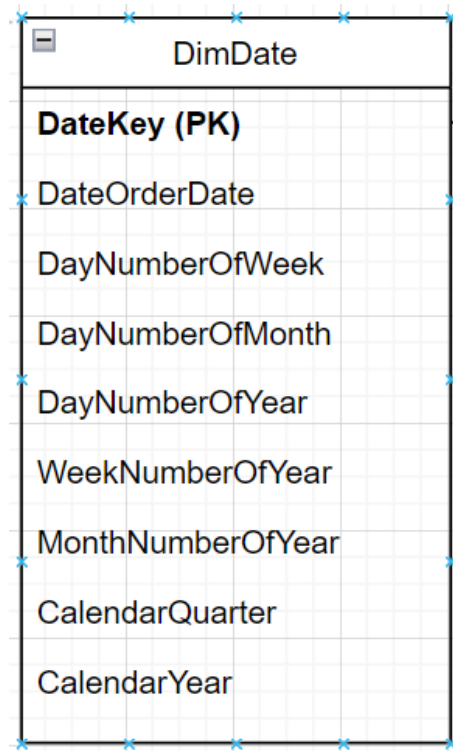 DimDate
DateKey (PK)
DateOrderDate
DayNumberOfWeek
DayNumberOfMonth
DayNumberOfYear
WeekNumberOfYear
MonthNumberOfYear
CalendarQuarter
CalendarYear